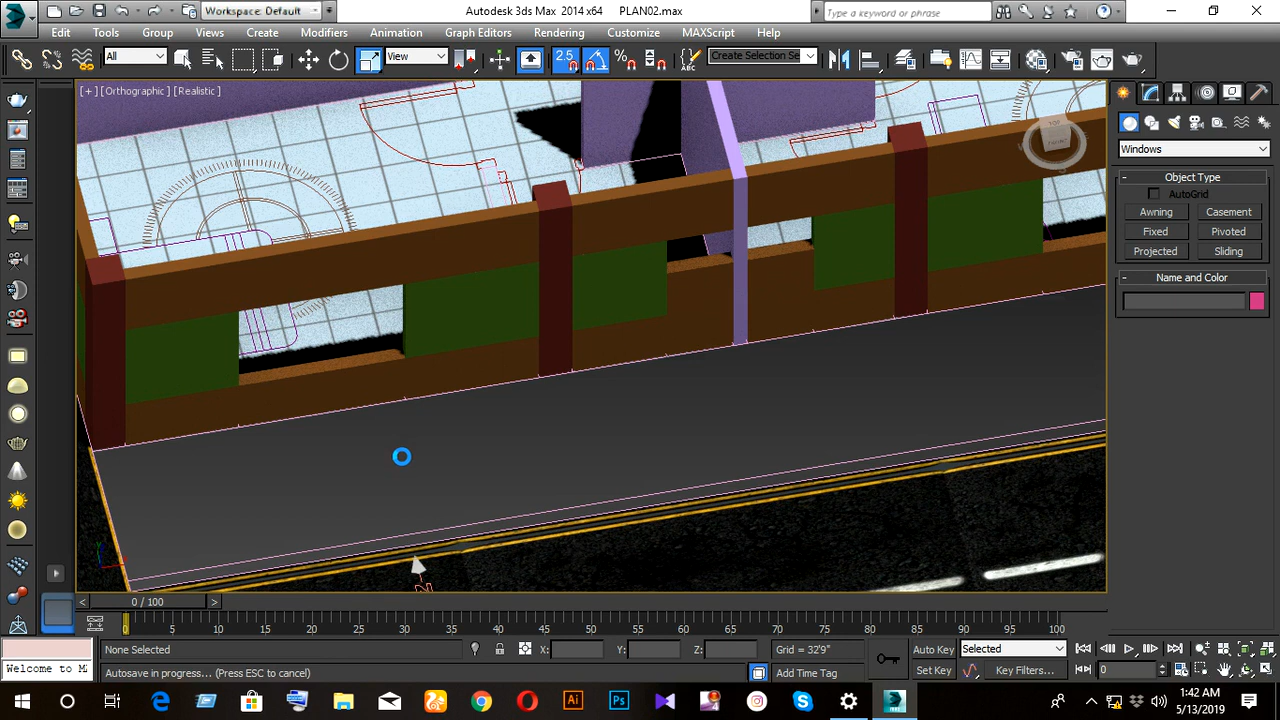 Workspace: Default
Autodesk 3ds Max 2014 x64 PLAN02.max
Type a keyword or phrase
Edit Tools Group Views Create Modifiers Animation Graph Editors Rendering Customize MAXScript Help
All
View
2.5
Create Selection Se
[+] [Orthographic] [Realistic]
TOP
FRONT
Windows
Object Type
AutoGrid
Awning Casement
Fixed Pivoted
Projected Sliding
Name and Color
Z
0 / 100
0 5 10 15 20 25 30 35 40 45 50 55 60 65 70 75 80 85 90 95 100
None Selected X: Y: Z: Grid = 32'9" Auto Key Selected
Welcome to M Autosave in progress... (Press ESC to cancel) Add Time Tag Set Key Key Filters... 0
1:42 AM
5/13/2019